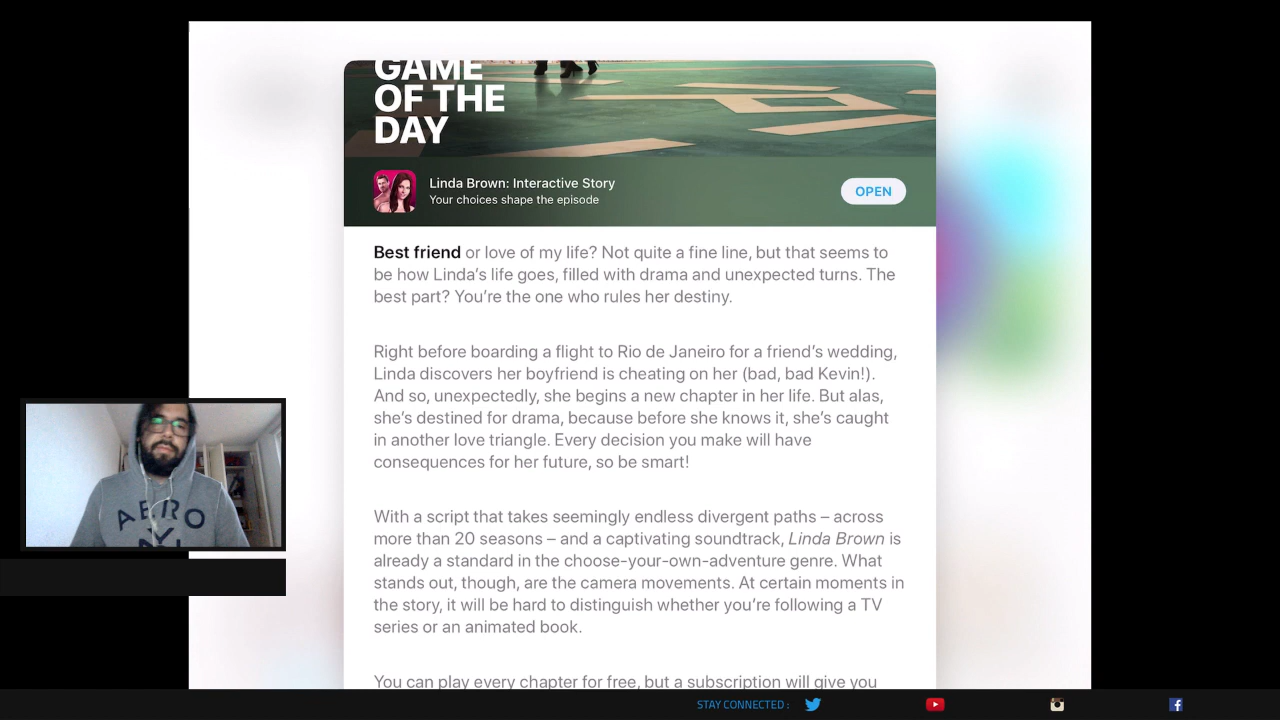 GAME
OF THE
DAY
Linda Brown: Interactive Story
Your choices shape the episode
OPEN
Best friend or love of my life? Not quite a fine line, but that seems to
be how Linda’s life goes, filled with drama and unexpected turns. The
best part? You’re the one who rules her destiny.
Right before boarding a flight to Rio de Janeiro for a friend’s wedding,
Linda discovers her boyfriend is cheating on her (bad, bad Kevin!).
And so, unexpectedly, she begins a new chapter in her life. But alas,
she’s destined for drama, because before she knows it, she’s caught
in another love triangle. Every decision you make will have
consequences for her future, so be smart!
With a script that takes seemingly endless divergent paths – across
more than 20 seasons – and a captivating soundtrack, Linda Brown is
already a standard in the choose-your-own-adventure genre. What
stands out, though, are the camera movements. At certain moments in
the story, it will be hard to distinguish whether you’re following a TV
series or an animated book.
You can play every chapter for free, but a subscription will give you
AERO
STAY CONNECTED :